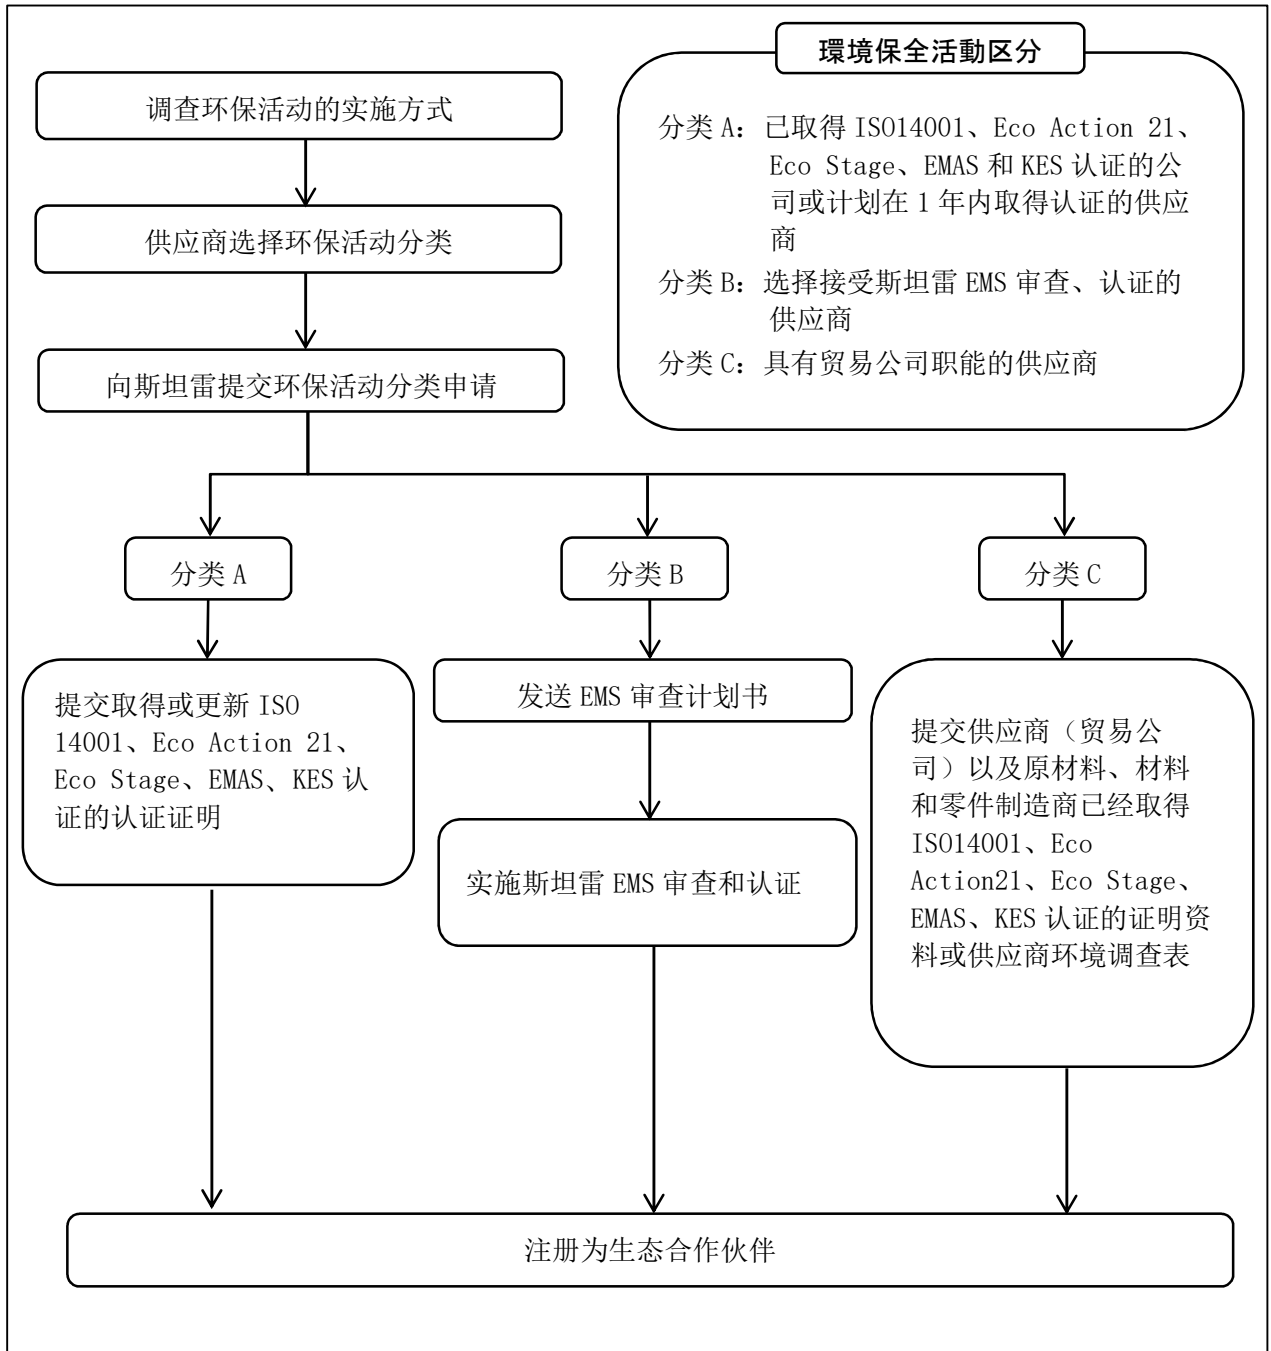 環境保全活動区分
调查环保活动的实施方式
供应商选择环保活动分类
向斯坦雷提交环保活动分类申请
分类 A：已取得 ISO14001、Eco Action 21、
Eco Stage、EMAS 和 KES 认证的公
司或计划在 1 年内取得认证的供应
商
分类 B：选择接受斯坦雷 EMS 审查、认证的
供应商
分类 C：具有贸易公司职能的供应商
分类 A
分类 B
分类 C
提交取得或更新 ISO
14001、Eco Action 21、
Eco Stage、EMAS、KES 认
证的认证证明
发送 EMS 审查计划书
实施斯坦雷 EMS 审查和认证
提交供应商（贸易公
司）以及原材料、材料
和零件制造商已经取得
ISO14001、Eco
Action21、Eco Stage、
EMAS、KES 认证的证明资
料或供应商环境调查表
注册为生态合作伙伴